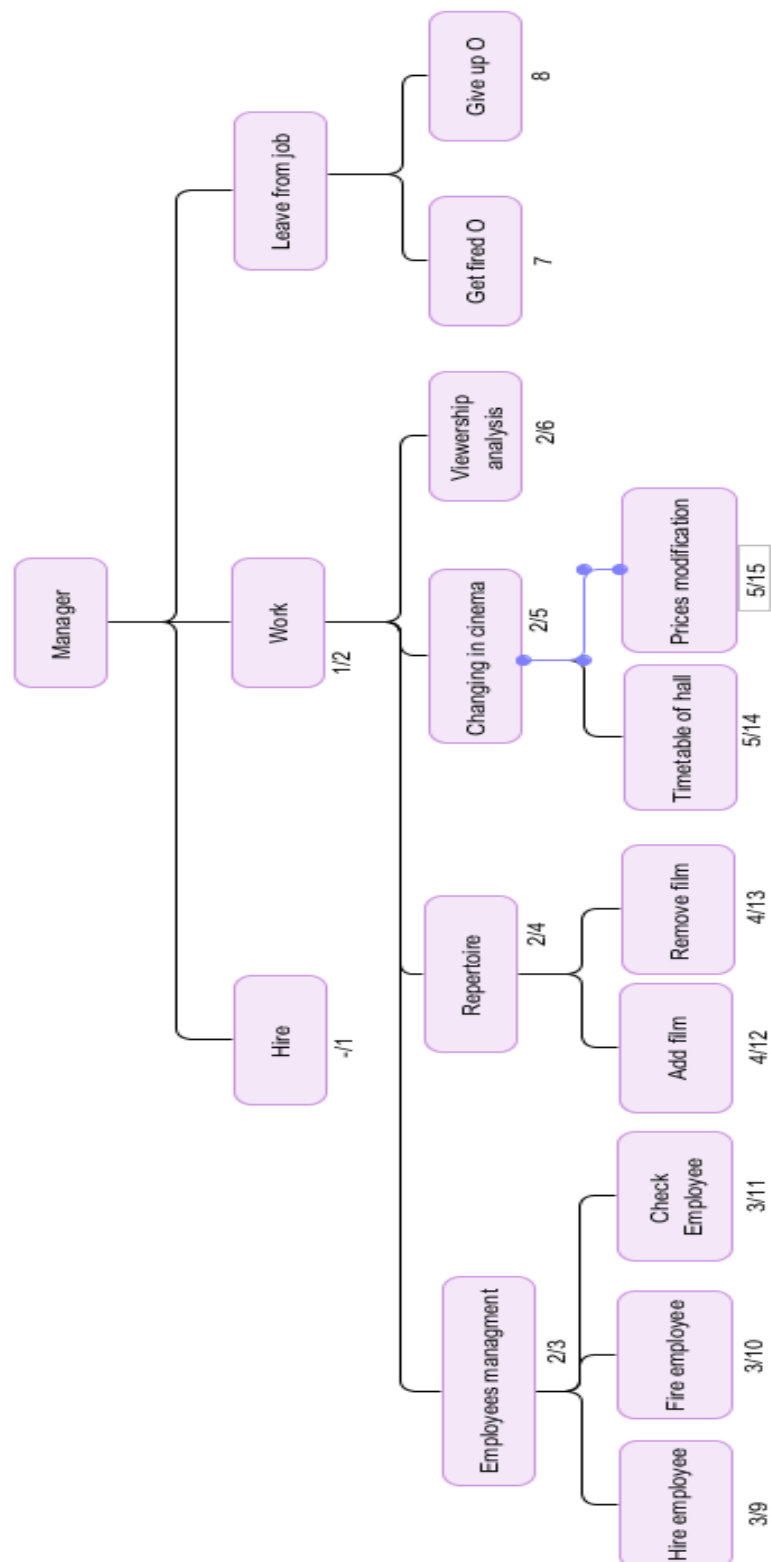 Manager
Hire
-/1
Work
1/2
Leave from job
Employees managment
2/3
Repertoire
2/4
Changing in cinema
2/5
Viewership
analysis
2/6
Get fired O
7
Give up O
8
Hire employee
3/9
Fire employee
3/10
Check
Employee
3/11
Add film
4/12
Remove film
4/13
Timetable of hall
5/14
Prices modification
5/15